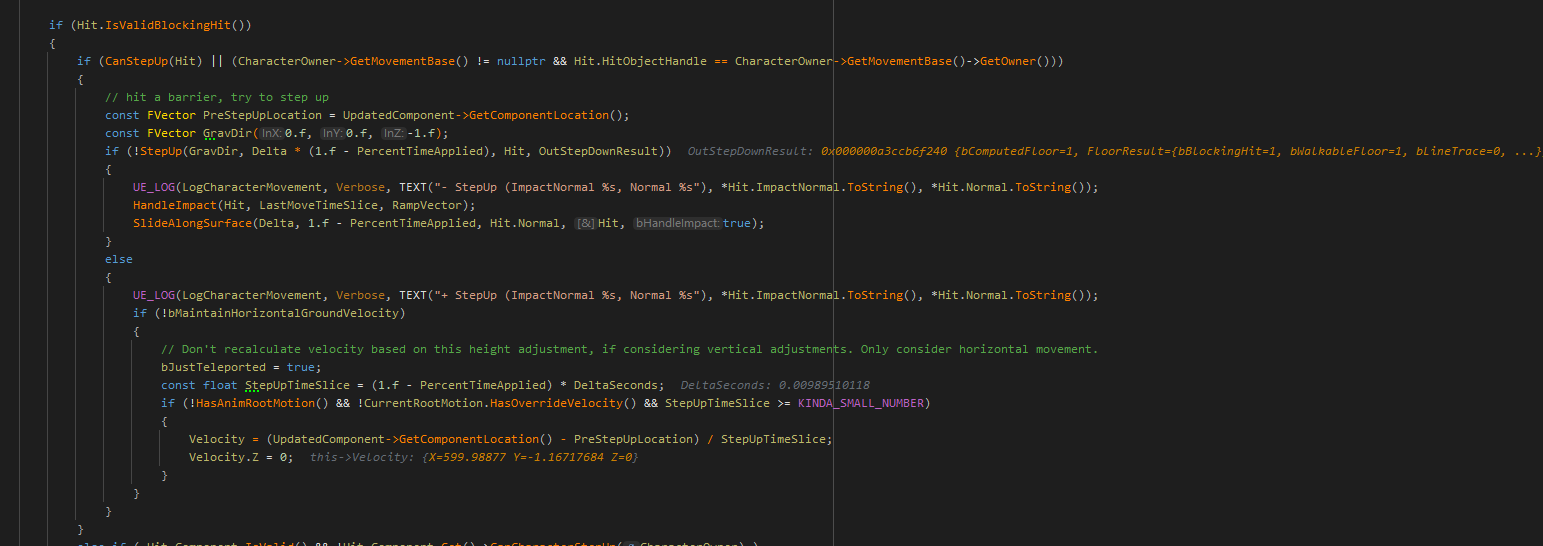 if (Hit.IsValidBlockingHit())
{
if (CanStepUp(Hit) || (CharacterOwner->GetMovementBase() != nullptr && Hit.HitObjectHandle == CharacterOwner->GetMovementBase()->GetOwner()))
{
// hit a barrier, try to step up
const FVector PreStepUpLocation = UpdatedComponent->GetComponentLocation();
const FVector GravDir(InX: 0.f, InY: 0.f, InZ: -1.f);
if (!StepUp(GravDir, Delta * (1.f - PercentTimeApplied), Hit, OutStepDownResult)) OutStepDownResult: 0x000000a3ccb6f240 {bComputedFloor=1, FloorResult={bBlockingHit=1, bWalkableFloor=1, bLineTrace=0, ...}
{
UE_LOG(LogCharacterMovement, Verbose, TEXT("- StepUp (ImpactNormal %s, Normal %s"), *Hit.ImpactNormal.ToString(), *Hit.Normal.ToString());
HandleImpact(Hit, LastMoveTimeSlice, RampVector);
SlideAlongSurface(Delta, 1.f - PercentTimeApplied, Hit.Normal, [&] Hit, bHandleImpact: true);
}
else
{
UE_LOG(LogCharacterMovement, Verbose, TEXT("+ StepUp (ImpactNormal %s, Normal %s"), *Hit.ImpactNormal.ToString(), *Hit.Normal.ToString());
if (!bMaintainHorizontalGroundVelocity)
{
// Don't recalculate velocity based on this height adjustment, if considering vertical adjustments. Only consider horizontal movement.
bJustTeleported = true;
const float StepUpTimeSlice = (1.f - PercentTimeApplied) * DeltaSeconds; DeltaSeconds: 0.00989510118
if (!HasAnimRootMotion() && !CurrentRootMotion.HasOverrideVelocity() && StepUpTimeSlice >= KINDA_SMALL_NUMBER)
{
Velocity = (UpdatedComponent->GetComponentLocation() - PreStepUpLocation) / StepUpTimeSlice;
Velocity.Z = 0; this->Velocity: {X=599.98877 Y=-1.16717684 Z=0}
}
}
}
}